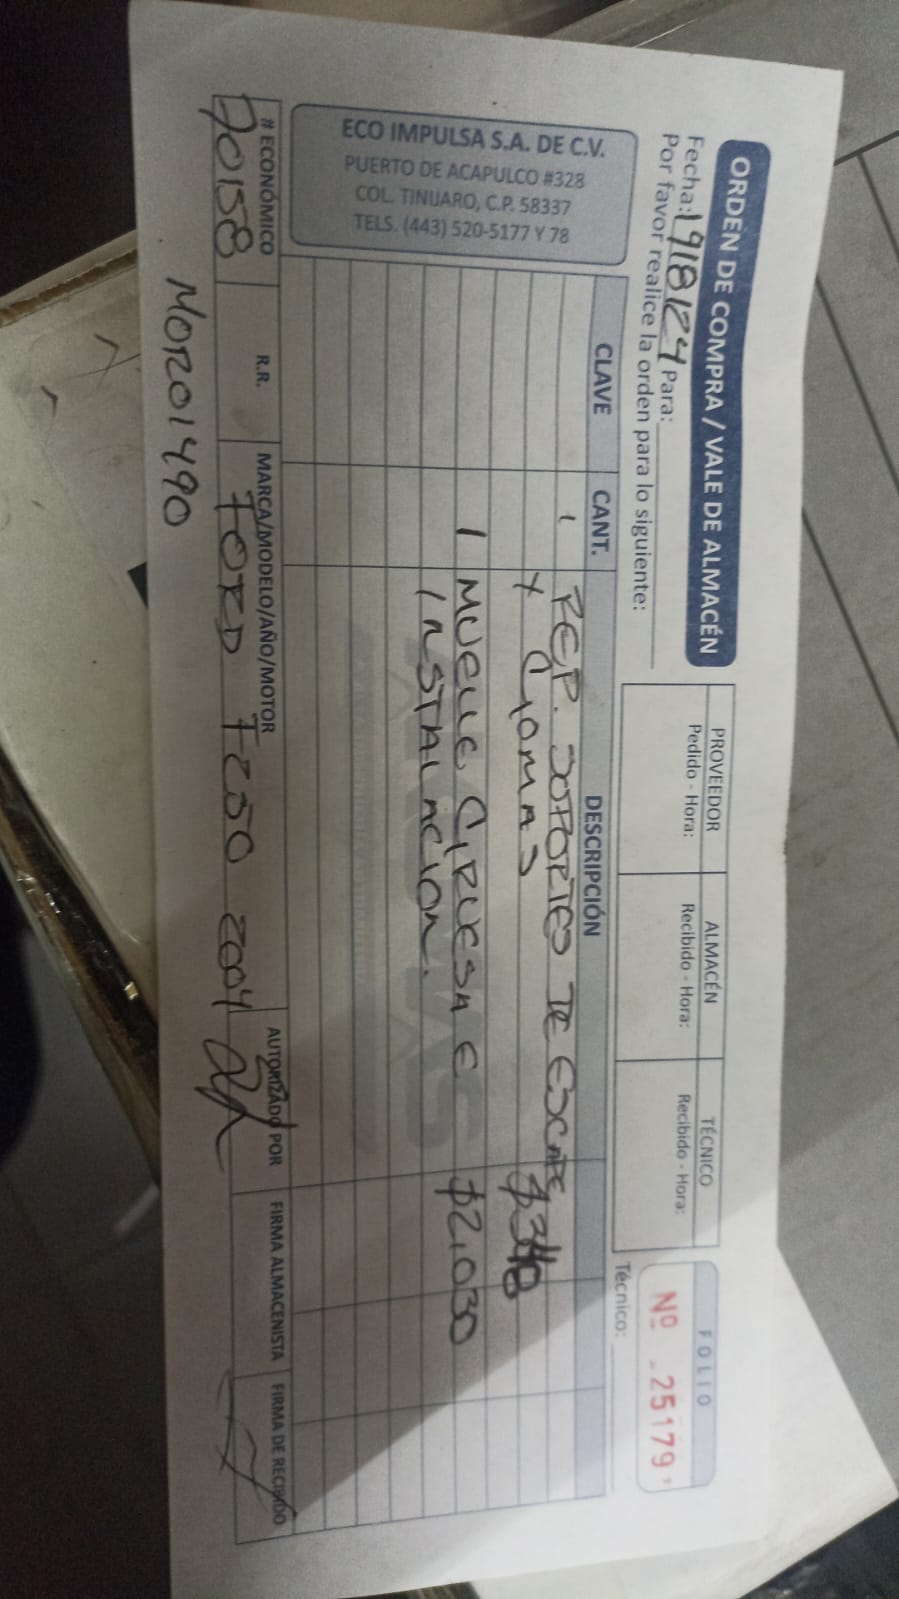 ORDEN DE COMPRA / VALE DE ALMACÉN
Fecha: 19/8/24 Para:
Por favor realice la orden para lo siguiente:
PROVEEDOR ALMACÉN TÉCNICO
Pedido - Hora: Recibido - Hora: Recibido - Hora:
FOLIO
Nº 25179
Técnico:
ECO IMPULSA S.A. DE C.V.
PUERTO DE ACAPULCO #328
COL. TINIJARO, C.P. 58337
TELS. (443) 520-5177 Y 78
CLAVE CANT. DESCRIPCIÓN
1 REP. SOPORTES DE ESCAPE
Y GOMAS $348
1 MUELLE GRUESA E
INSTALACION. $2,030
# ECONÓMICO R.R. MARCA/MODELO/AÑO/MOTOR AUTORIZADO POR FIRMA ALMACENISTA FIRMA DE RECIBIDO
70158 FORD F250 2004
MORO1490